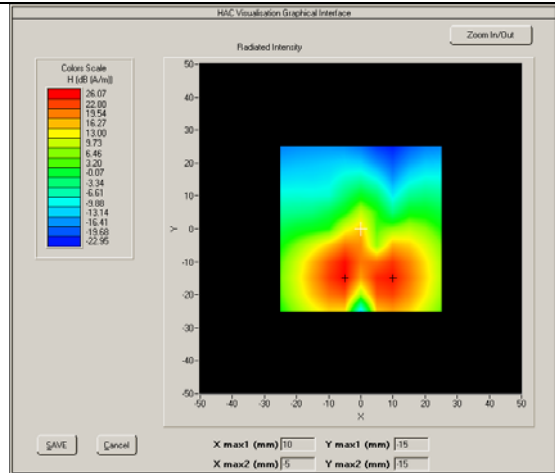 HAC Visualisation Graphical Interface
Zoom In/Out
Radiated Intensity
Colors Scale
H (dB (A/m))
26.07
22.80
19.54
16.27
13.00
9.73
6.46
3.20
-0.07
-3.34
-6.61
-9.88
-13.14
-16.41
-19.68
-22.95
50
40
30
20
10
0
-10
-20
-30
-40
-50
Y
-50 -40 -30 -20 -10 0 10 20 30 40 50
X
SAVE Cancel
X max1 (mm) 10 Y max1 (mm) -15
X max2 (mm) -5 Y max2 (mm) -15